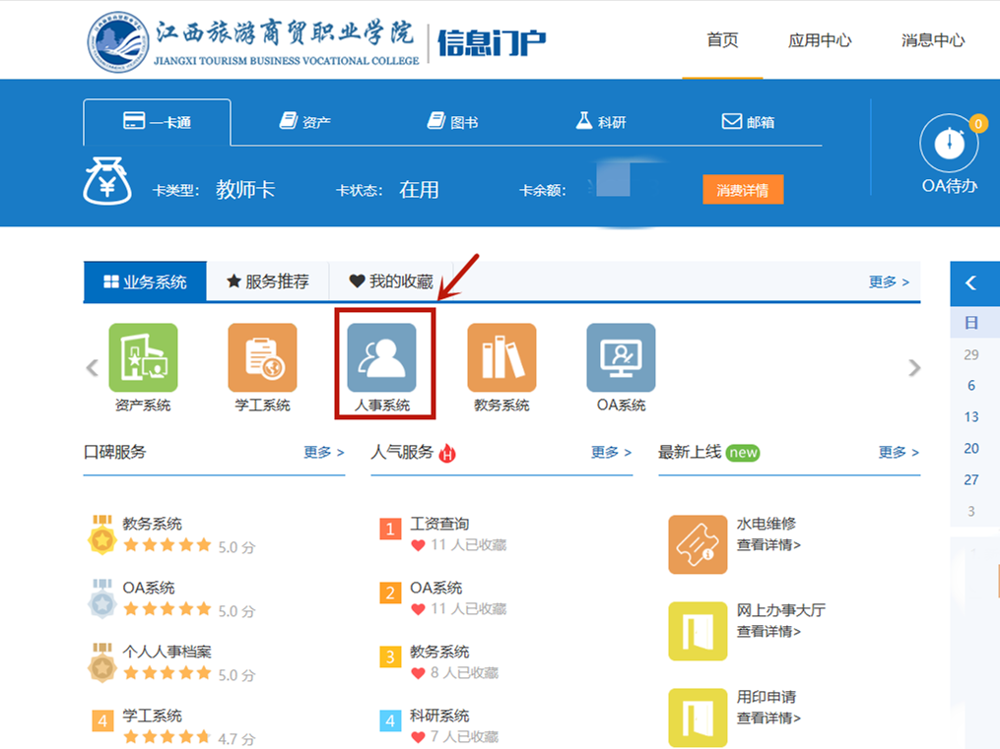 江西旅游商贸职业学院
JIANGXI TOURISM BUSINESS VOCATIONAL COLLEGE
信息门户
首页 应用中心 消息中心
一卡通 资产 图书 科研 邮箱
0
OA待办
卡类型： 教师卡 卡状态： 在用 卡余额： 消费详情
业务系统 服务推荐 我的收藏 更多 >
资产系统 学工系统 人事系统 教务系统 OA系统
日
29
6
13
20
27
3
口碑服务 更多 >
教务系统
5.0 分
OA系统
5.0 分
个人人事档案
5.0 分
4 学工系统
4.7 分
人气服务 H 更多 >
1 工资查询
11 人已收藏
2 OA系统
11 人已收藏
3 教务系统
8 人已收藏
4 科研系统
7 人已收藏
最新上线 new 更多 >
水电维修
查看详情>
网上办事大厅
查看详情>
用印申请
查看详情>